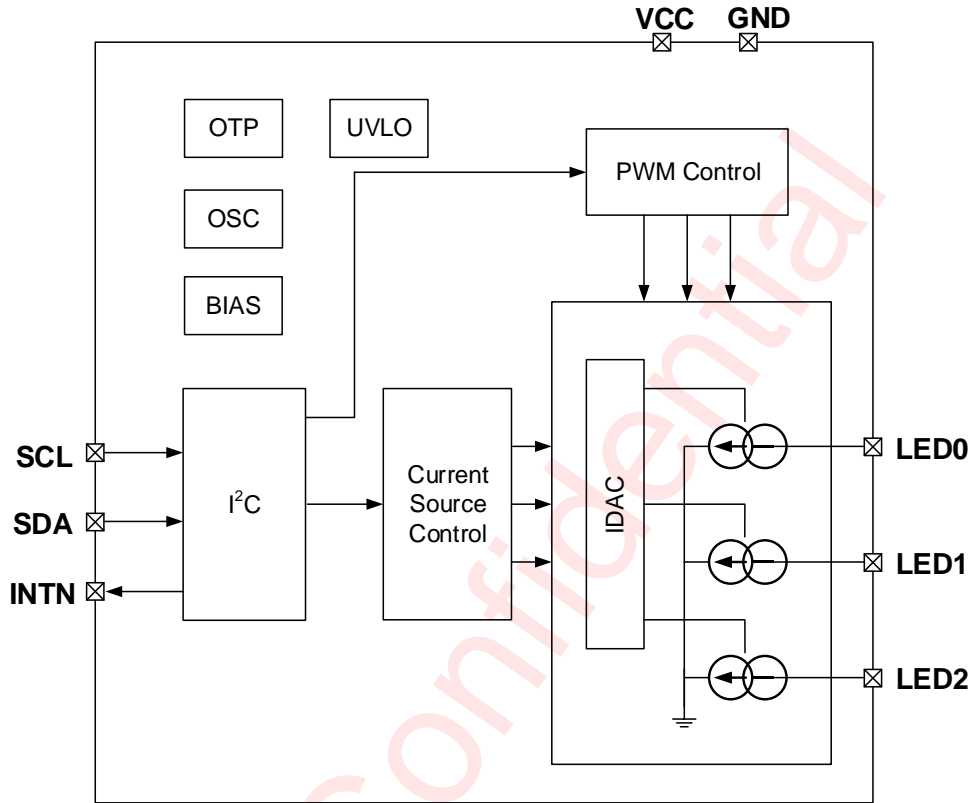 VCC GND
OTP UVLO
PWM Control
OSC
BIAS
SCL
SDA
INTN
I²C
Current
Source
Control
IDAC
LED0
LED1
LED2
Confidential